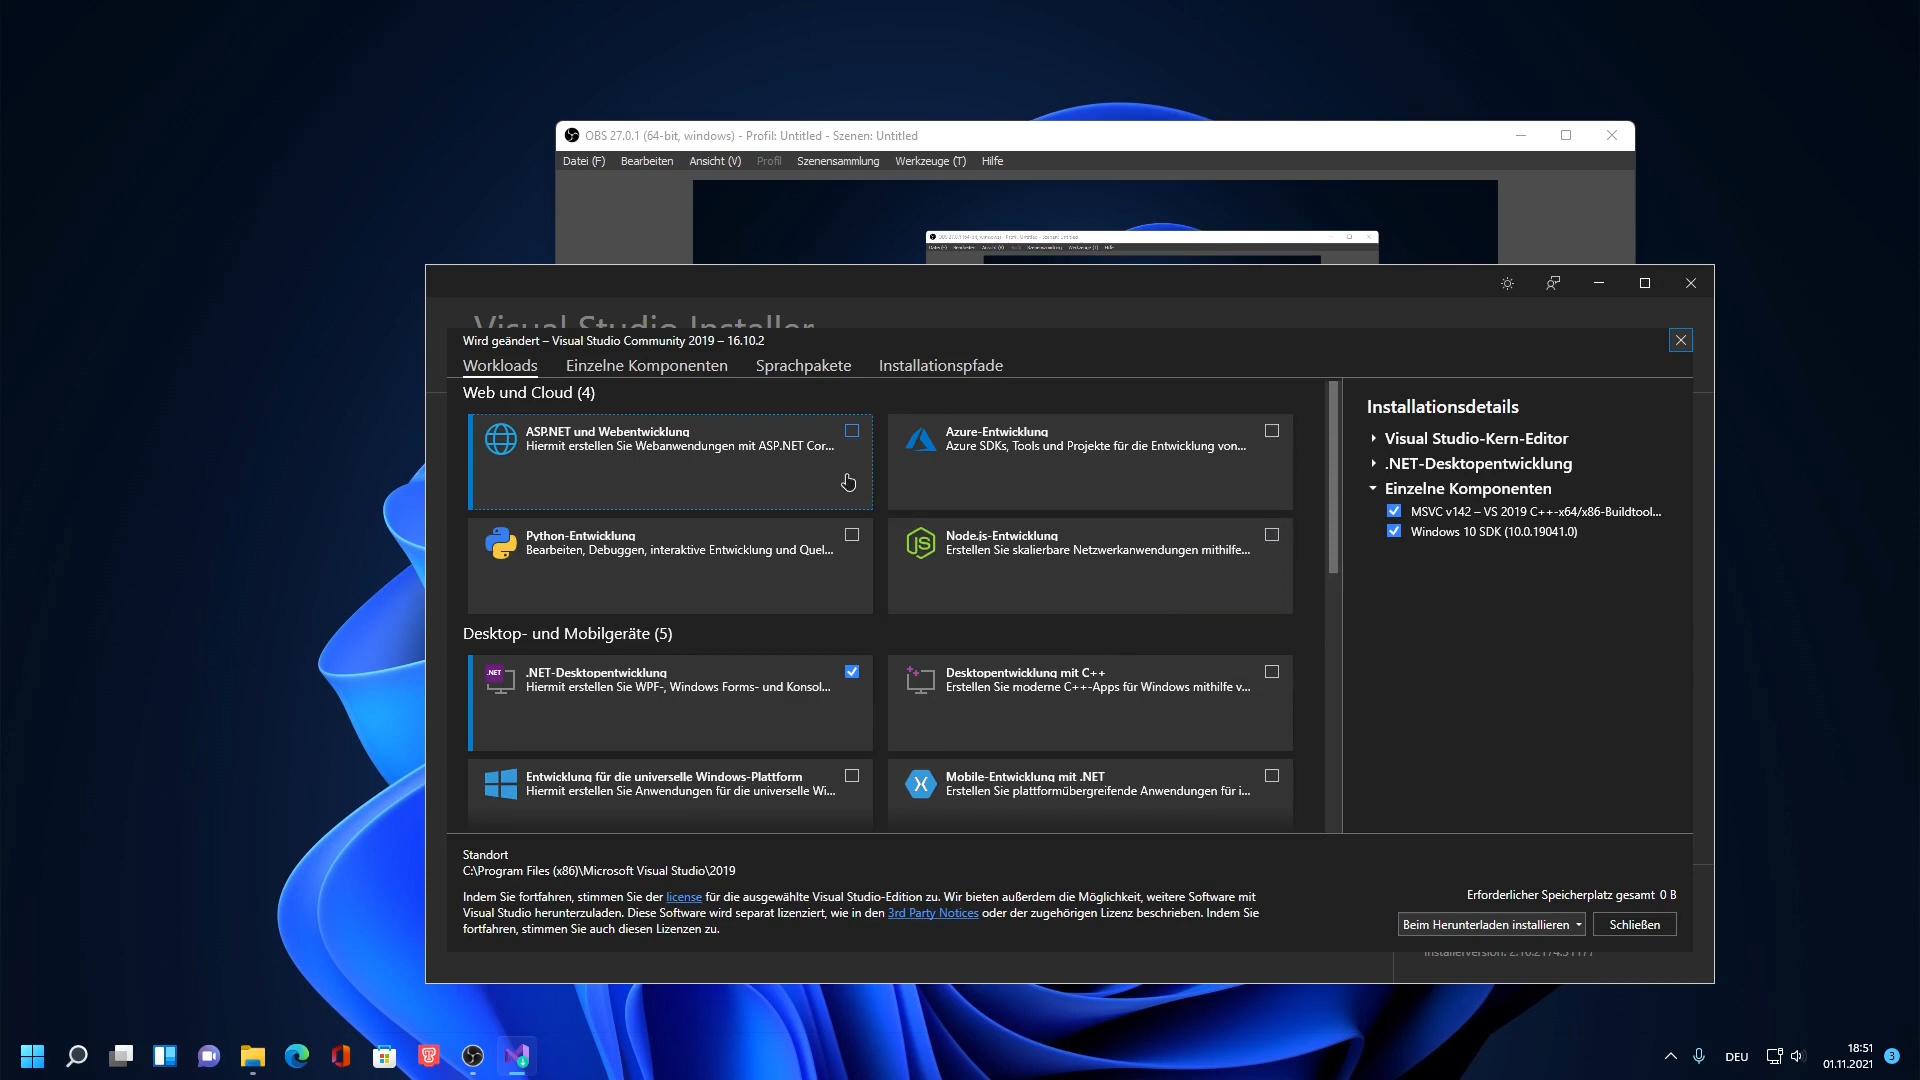 OBS 27.0.1 (64-bit, windows) - Profil: Untitled - Szenen: Untitled
Datei (F) Bearbeiten Ansicht (V) Profil Szenensammlung Werkzeuge (T) Hilfe
Visual Studio Installer
Wird geändert – Visual Studio Community 2019 – 16.10.2
Workloads Einzelne Komponenten Sprachpakete Installationspfade
Web und Cloud (4)
ASP.NET und Webentwicklung
Hiermit erstellen Sie Webanwendungen mit ASP.NET Cor...
Azure-Entwicklung
Azure SDKs, Tools und Projekte für die Entwicklung von...
Python-Entwicklung
Bearbeiten, Debuggen, interaktive Entwicklung und Quel...
Node.js-Entwicklung
Erstellen Sie skalierbare Netzwerkanwendungen mithilfe...
Desktop- und Mobilgeräte (5)
.NET
.NET-Desktopentwicklung
Hiermit erstellen Sie WPF-, Windows Forms- und Konsol...
Desktopentwicklung mit C++
Erstellen Sie moderne C++-Apps für Windows mithilfe v...
Entwicklung für die universelle Windows-Plattform
Hiermit erstellen Sie Anwendungen für die universelle Wi...
Mobile-Entwicklung mit .NET
Erstellen Sie plattformübergreifende Anwendungen für i...
Installationsdetails
Visual Studio-Kern-Editor
.NET-Desktopentwicklung
Einzelne Komponenten
MSVC v142 – VS 2019 C++-x64/x86-Buildtool...
Windows 10 SDK (10.0.19041.0)
Standort
C:\Program Files (x86)\Microsoft Visual Studio\2019
Indem Sie fortfahren, stimmen Sie der license für die ausgewählte Visual Studio-Edition zu. Wir bieten außerdem die Möglichkeit, weitere Software mit
Visual Studio herunterzuladen. Diese Software wird separat lizenziert, wie in den 3rd Party Notices oder der zugehörigen Lizenz beschrieben. Indem Sie
fortfahren, stimmen Sie auch diesen Lizenzen zu.
Erforderlicher Speicherplatz gesamt 0 B
Beim Herunterladen installieren
Schließen
DEU
18:51
01.11.2021
3